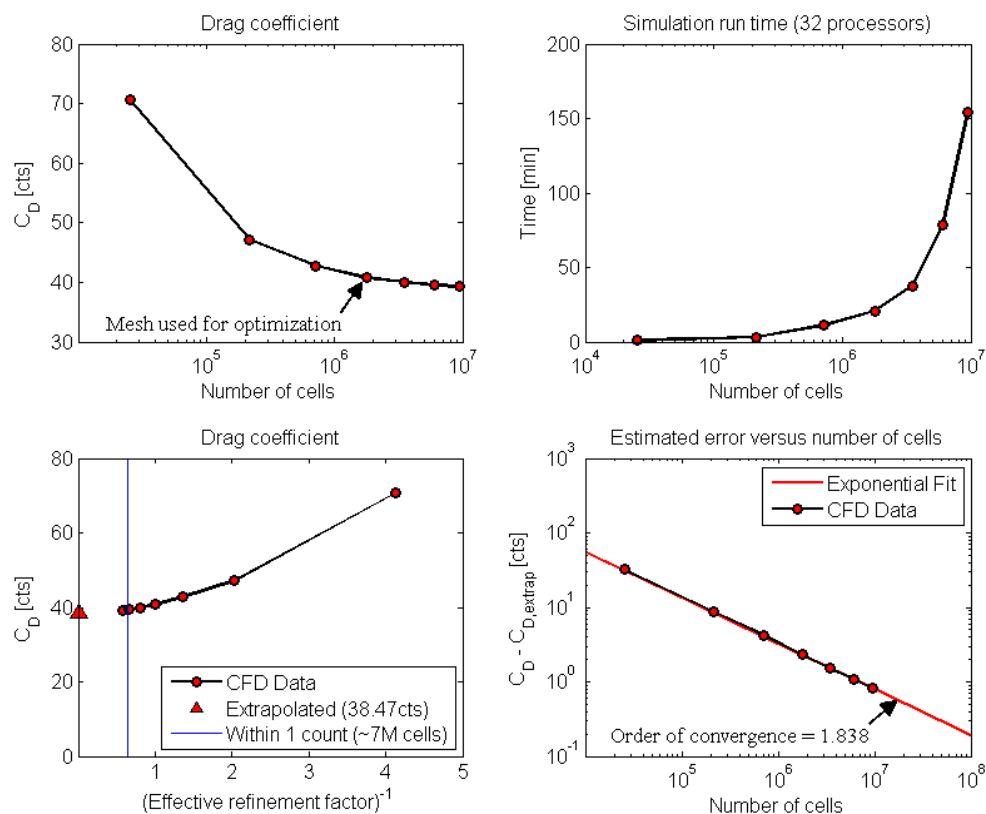 Drag coefficient
80
70
60
50
40
30
C_D [cts]
Mesh used for optimization
10^5
10^6
10^7
Number of cells
Simulation run time (32 processors)
200
150
100
50
0
Time [min]
10^4
10^5
10^6
10^7
Number of cells
Drag coefficient
80
60
40
20
0
C_D [cts]
CFD Data
Extrapolated (38.47cts)
Within 1 count (~7M cells)
1
2
3
4
5
(Effective refinement factor)^-1
Estimated error versus number of cells
10^3
10^2
10^1
10^0
10^-1
C_D - C_D,extrap [cts]
Exponential Fit
CFD Data
Order of convergence = 1.838
10^5
10^6
10^7
10^8
Number of cells